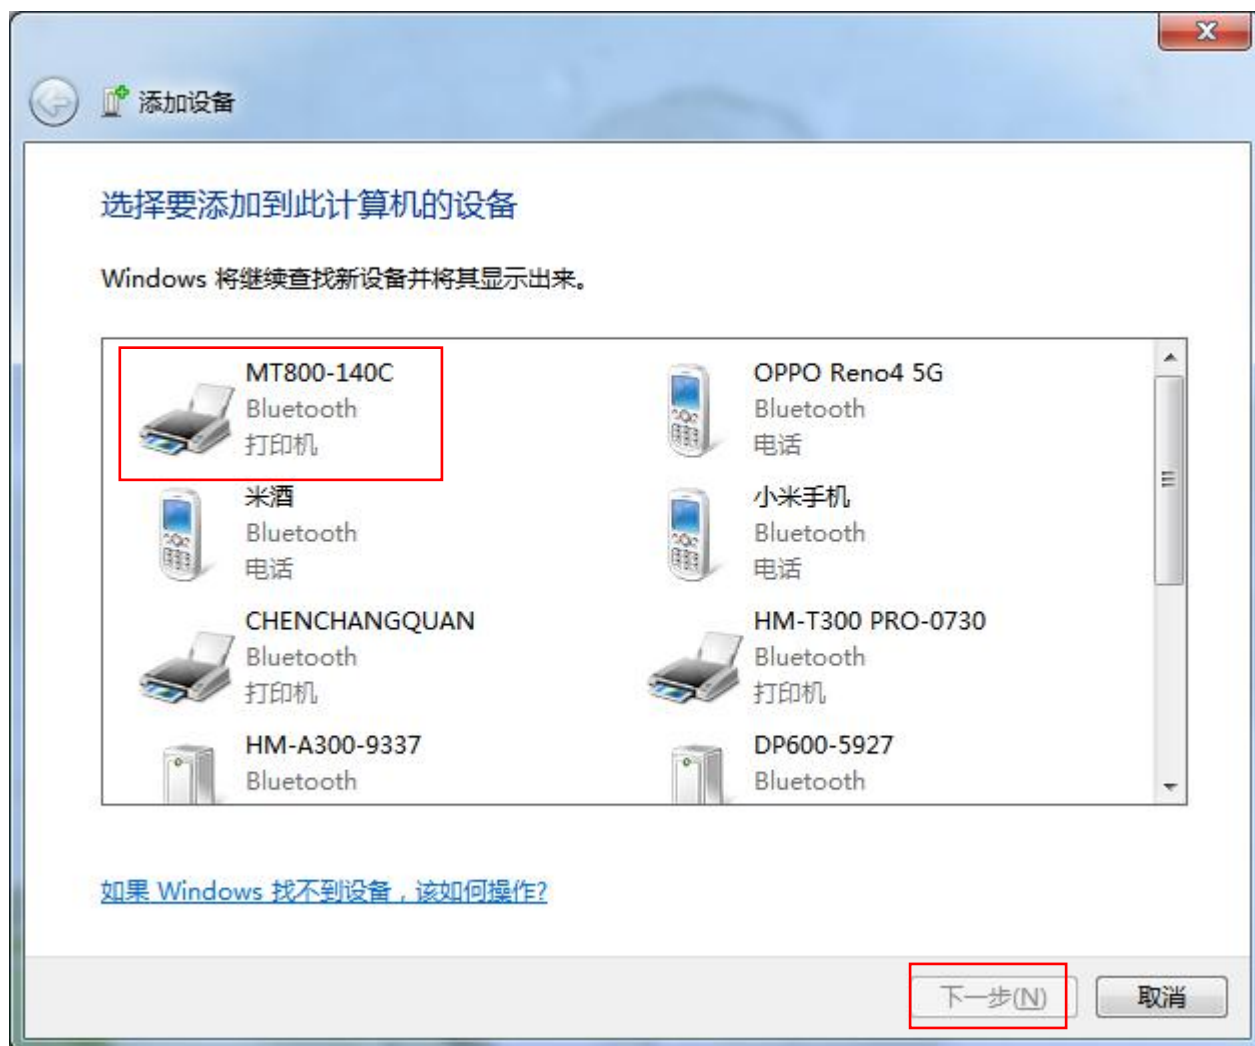 添加设备
选择要添加到此计算机的设备
Windows 将继续查找新设备并将其显示出来。
MT800-140C
Bluetooth
打印机
OPPO Reno4 5G
Bluetooth
电话
米酒
Bluetooth
电话
小米手机
Bluetooth
电话
CHENCHANGQUAN
Bluetooth
打印机
HM-T300 PRO-0730
Bluetooth
打印机
HM-A300-9337
Bluetooth
DP600-5927
Bluetooth
如果 Windows 找不到设备，该如何操作?
下一步(N)
取消